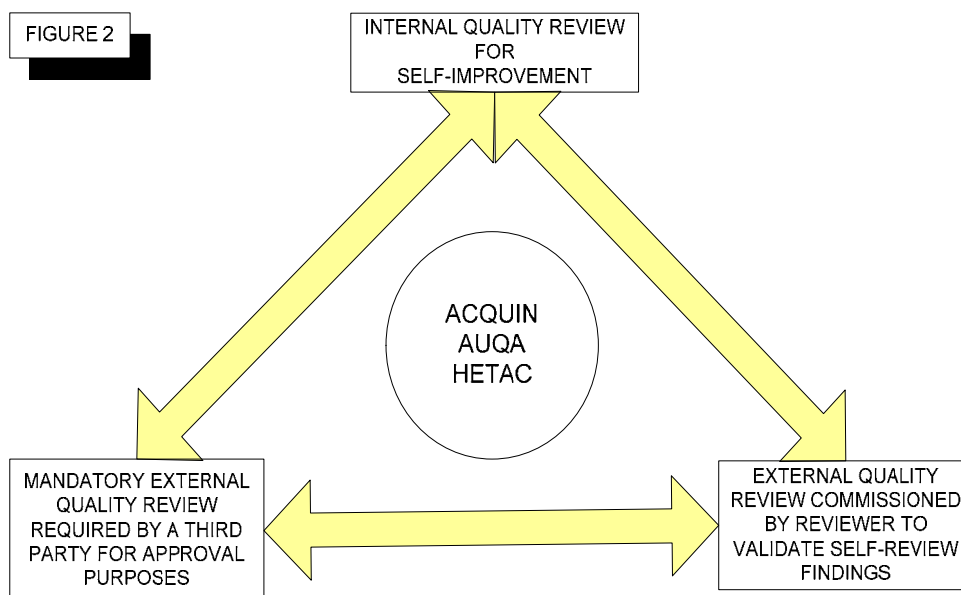 FIGURE 2
INTERNAL QUALITY REVIEW
FOR
SELF-IMPROVEMENT
ACQUIN
AUQA
HETAC
MANDATORY EXTERNAL
QUALITY REVIEW
REQUIRED BY A THIRD
PARTY FOR APPROVAL
PURPOSES
EXTERNAL QUALITY
REVIEW COMMISSIONED
BY REVIEWER TO
VALIDATE SELF-REVIEW
FINDINGS